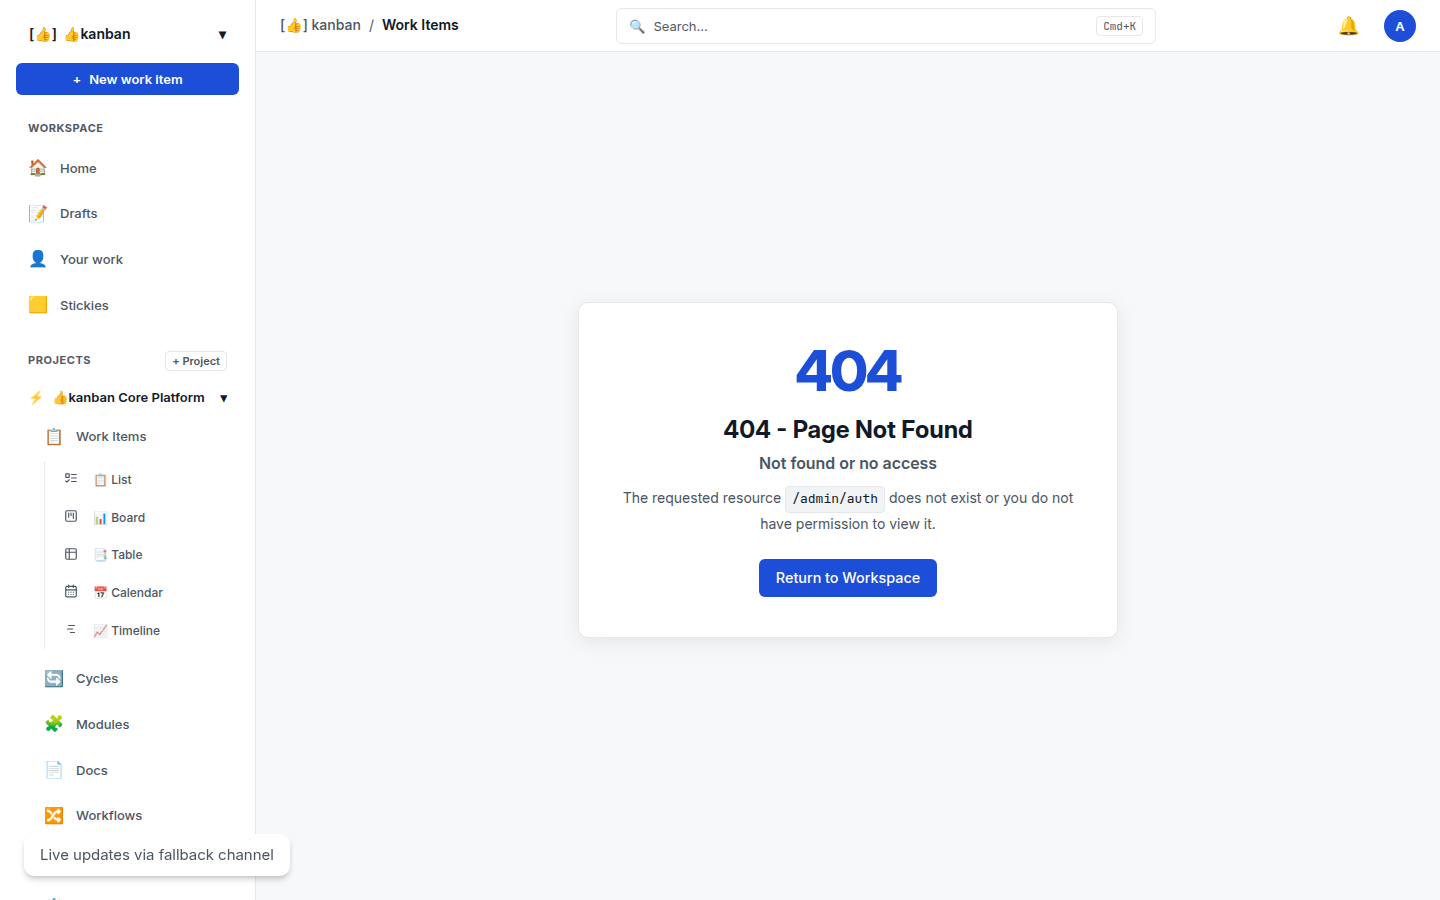 [👍] 👍kanban ▼
+ New work item
WORKSPACE
Home
Drafts
Your work
Stickies
PROJECTS
+ Project
👍kanban Core Platform ▼
Work Items
📋 List
📊 Board
📑 Table
📅 Calendar
📈 Timeline
Cycles
Modules
Docs
Workflows
Live updates via fallback channel
[👍] kanban / Work Items
Search...
Cmd+K
A
404
404 - Page Not Found
Not found or no access
The requested resource /admin/auth does not exist or you do not
have permission to view it.
Return to Workspace